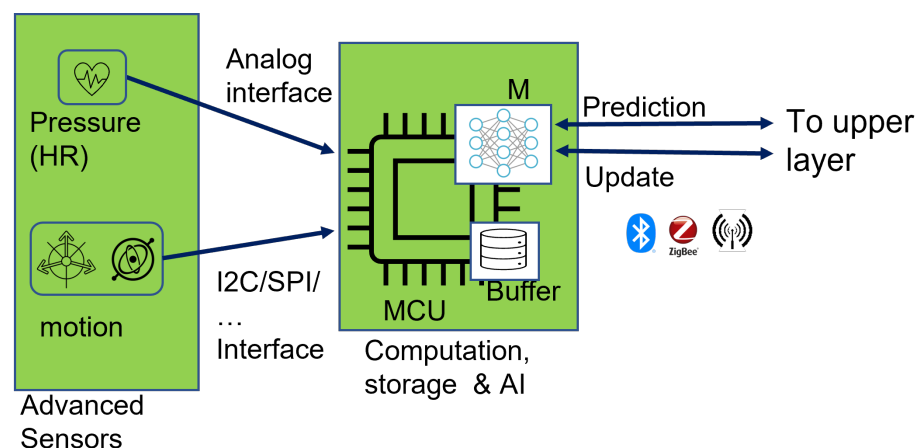 Analog
interface
M
Prediction
To upper
layer
Pressure
(HR)
Update
ZigBee
I2C/SPI/
…
Interface
motion
MCU
Buffer
Computation,
storage & AI
Advanced
Sensors